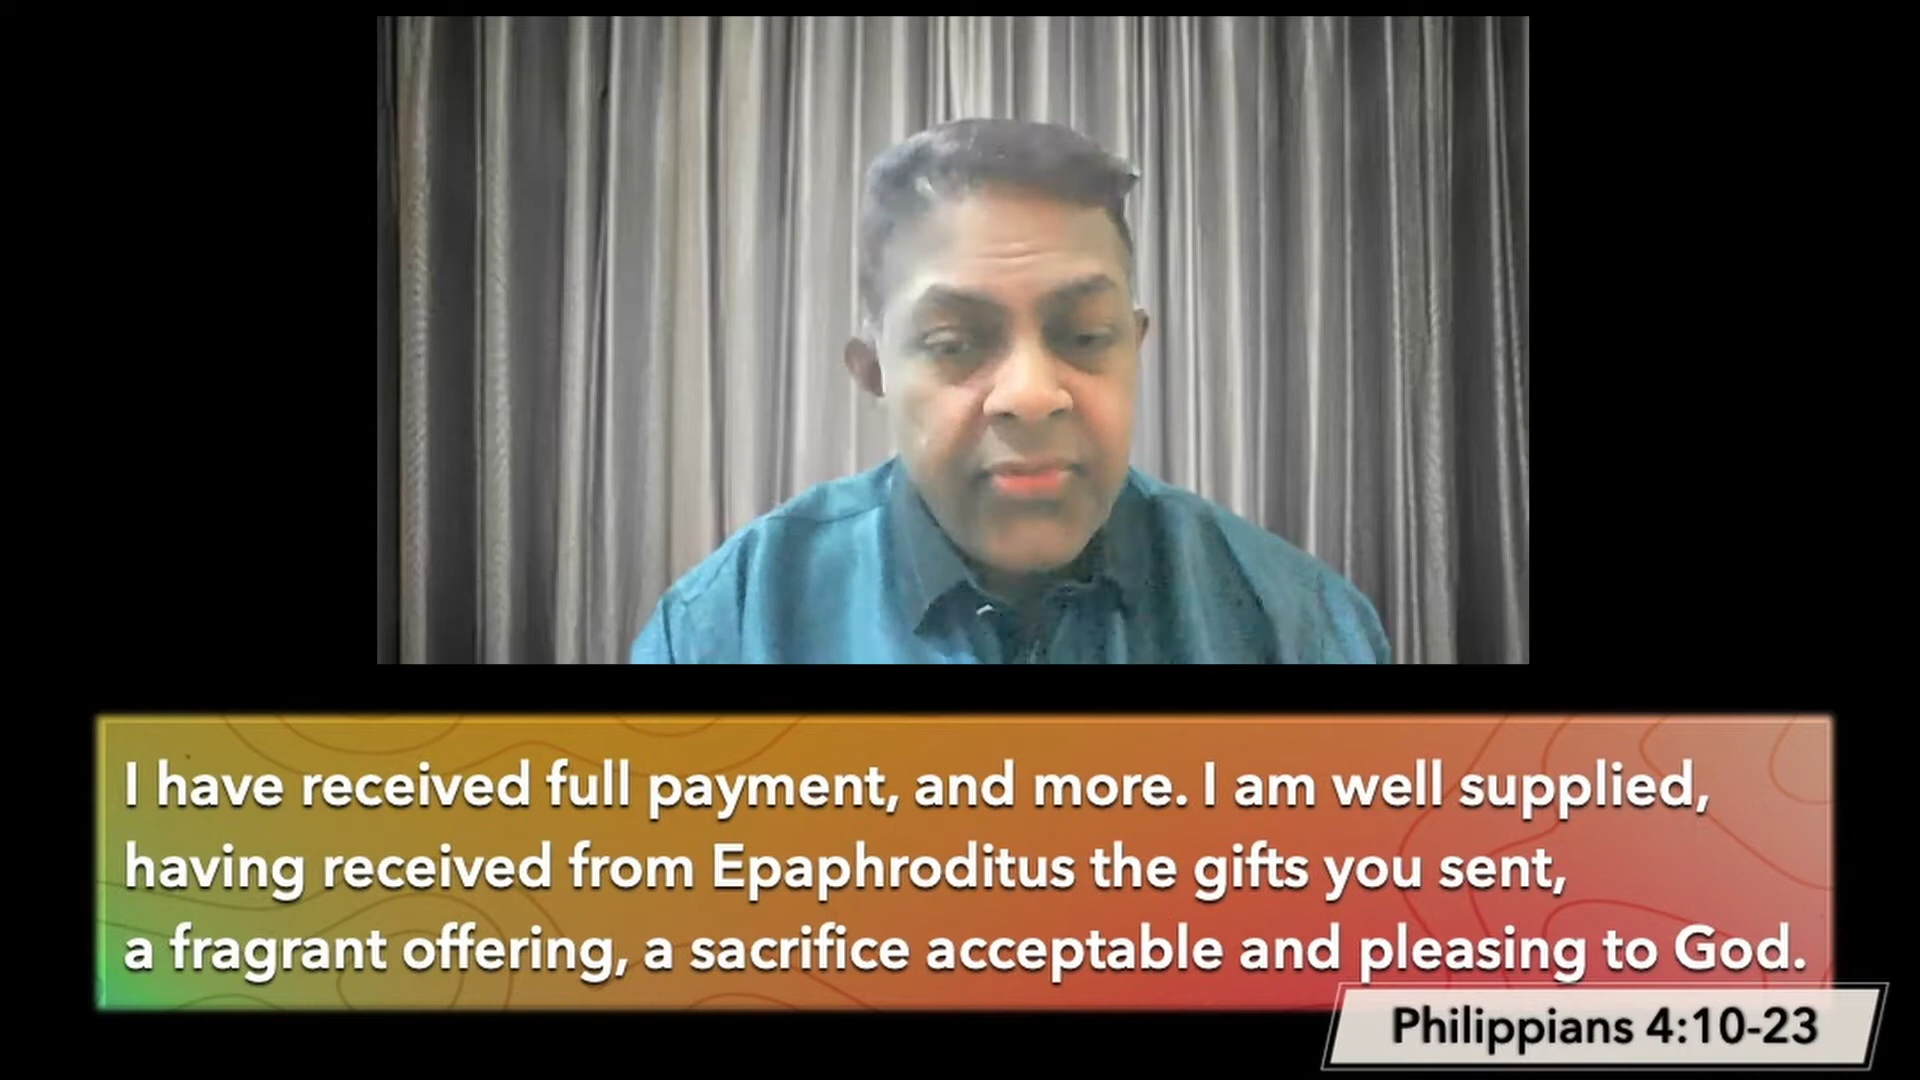 I have received full payment, and more. I am well supplied,
having received from Epaphroditus the gifts you sent,
a fragrant offering, a sacrifice acceptable and pleasing to God.
Philippians 4:10-23